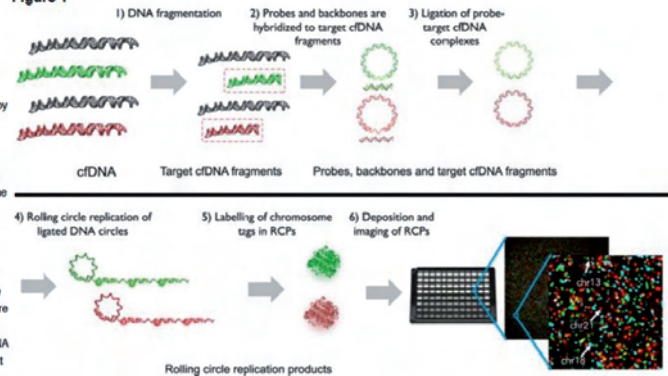 Figure 1
1) DNA fragmentation
2) Probes and backbones are
hybridized to target cfDNA
fragments
3) Ligation of probe-
target cfDNA
complexes
by
cfDNA
Target cfDNA fragments
Probes, backbones and target cfDNA fragments
4) Rolling circle replication of
ligated DNA circles
5) Labelling of chromosome
tags in RCPs
6) Deposition and
imaging of RCPs
chr13
chr21
chr18
Rolling circle replication products